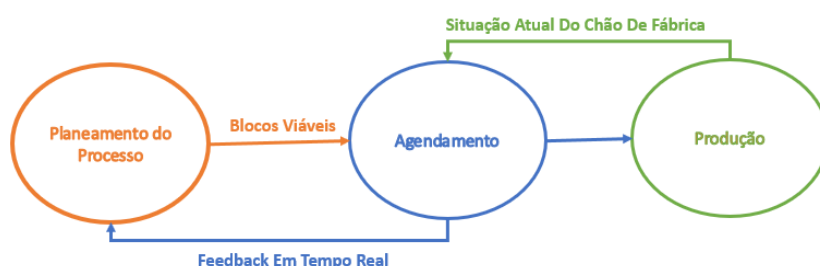 Situação Atual Do Chão De Fábrica
Planeamento do
Processo
Blocos Viáveis
Agendamento
Produção
Feedback Em Tempo Real